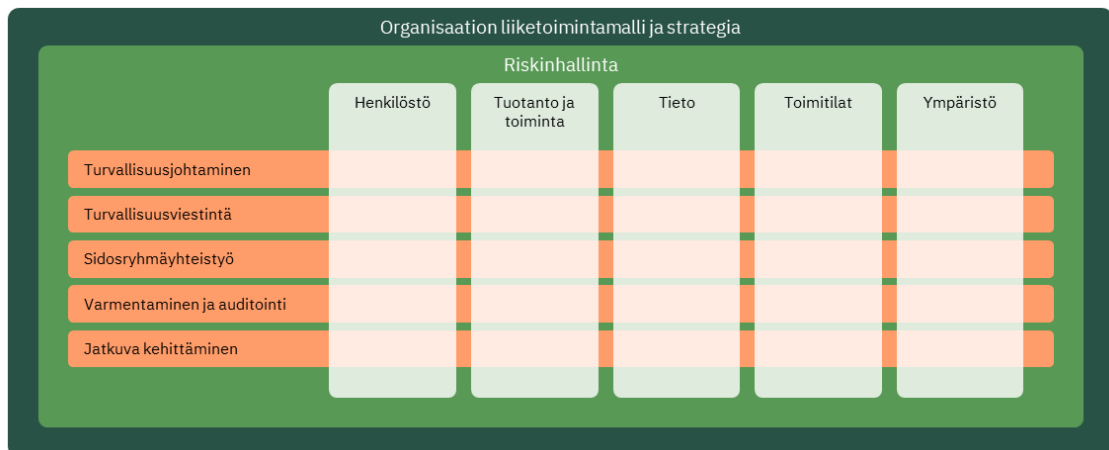 Organisaation liiketoimintamalli ja strategia
Riskinhallinta
Henkilöstö
Tuotanto ja
toiminta
Tieto
Toimitilat
Ympäristö
Turvallisuusjohtaminen
Turvallisuusviestintä
Sidosryhmäyhteistyö
Varmentaminen ja auditointi
Jatkuva kehittäminen